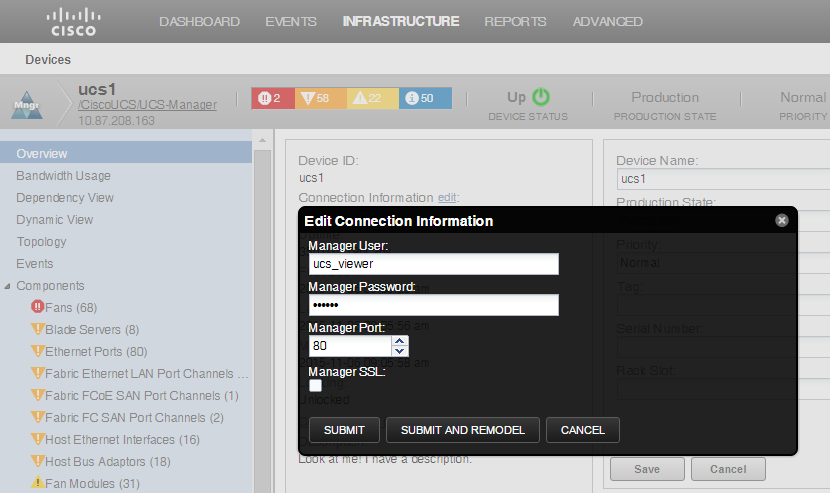 CISCO
DASHBOARD EVENTS INFRASTRUCTURE REPORTS ADVANCED
Devices
Mngr
ucs1
/CiscoUCS/UCS-Manager
10.87.208.163
2 58 22 50
Up
DEVICE STATUS
Production
PRODUCTION STATE
Normal
PRIORITY
Overview
Bandwidth Usage
Dependency View
Dynamic View
Topology
Events
Components
Fans (68)
Blade Servers (8)
Ethernet Ports (80)
Fabric Ethernet LAN Port Channels ...
Fabric FCoE SAN Port Channels (1)
Fabric FC SAN Port Channels (2)
Host Ethernet Interfaces (16)
Host Bus Adaptors (18)
Fan Modules (31)
Device ID:
ucs1
Connection Information edit:
Edit Connection Information
Manager User:
ucs_viewer
Manager Password:
••••••
Manager Port:
80
Manager SSL:
Unlocked
SUBMIT SUBMIT AND REMODEL CANCEL
Look at me! I have a description.
Device Name:
ucs1
Production State:
Priority:
Normal
Tag:
Serial Number:
Rack Slot:
Save Cancel